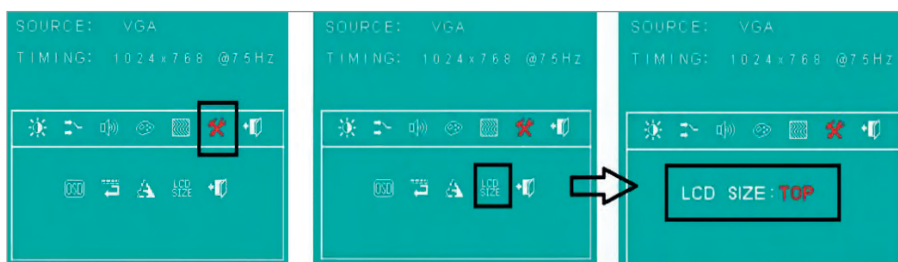 SOURCE: VGA
TIMING: 1024x768 @75Hz
OSD
LCD SIZE
SOURCE: VGA
TIMING: 1024x768 @75Hz
OSD
LCD SIZE
SOURCE: VGA
TIMING: 1024x768 @75Hz
LCD SIZE:TOP